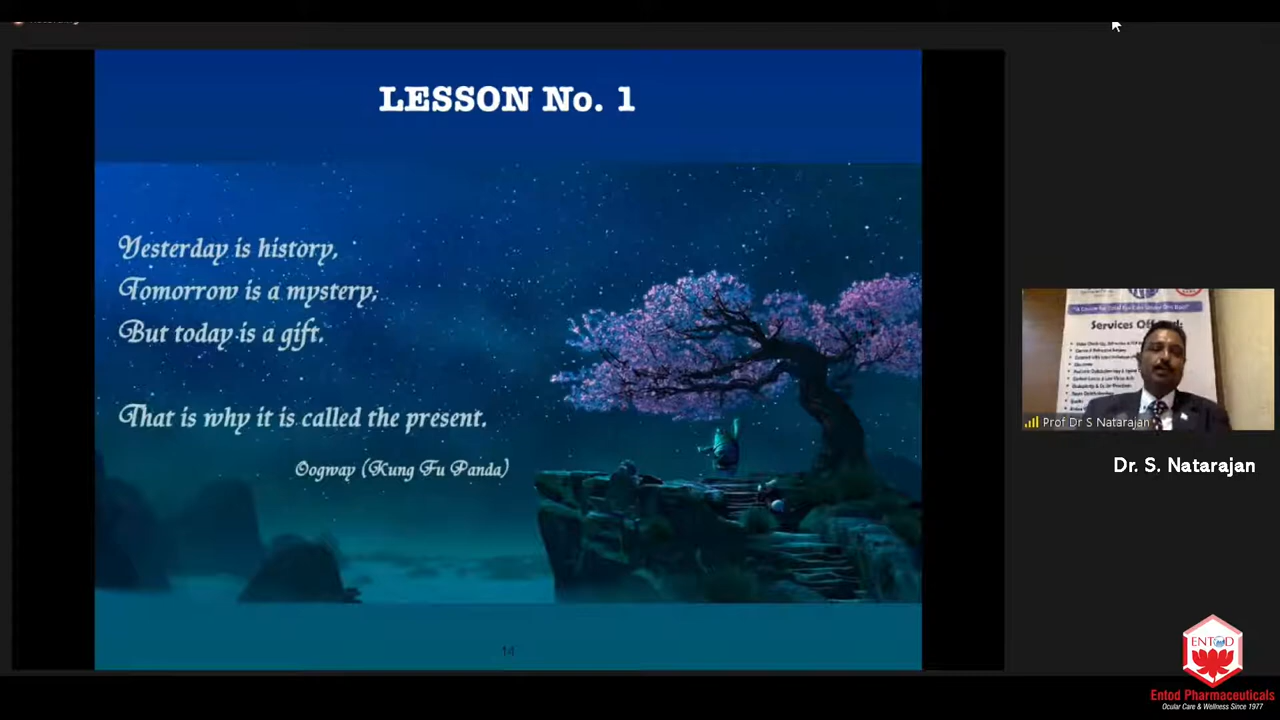 LESSON No. 1
Yesterday is history,
Tomorrow is a mystery,
But today is a gift.
That is why it is called the present.
Oogway (Kung Fu Panda)
14
Services
Prof Dr S Natarajan
Dr. S. Natarajan
ENTOD
Entod Pharmaceuticals
Ocular Care & Wellness Since 1977